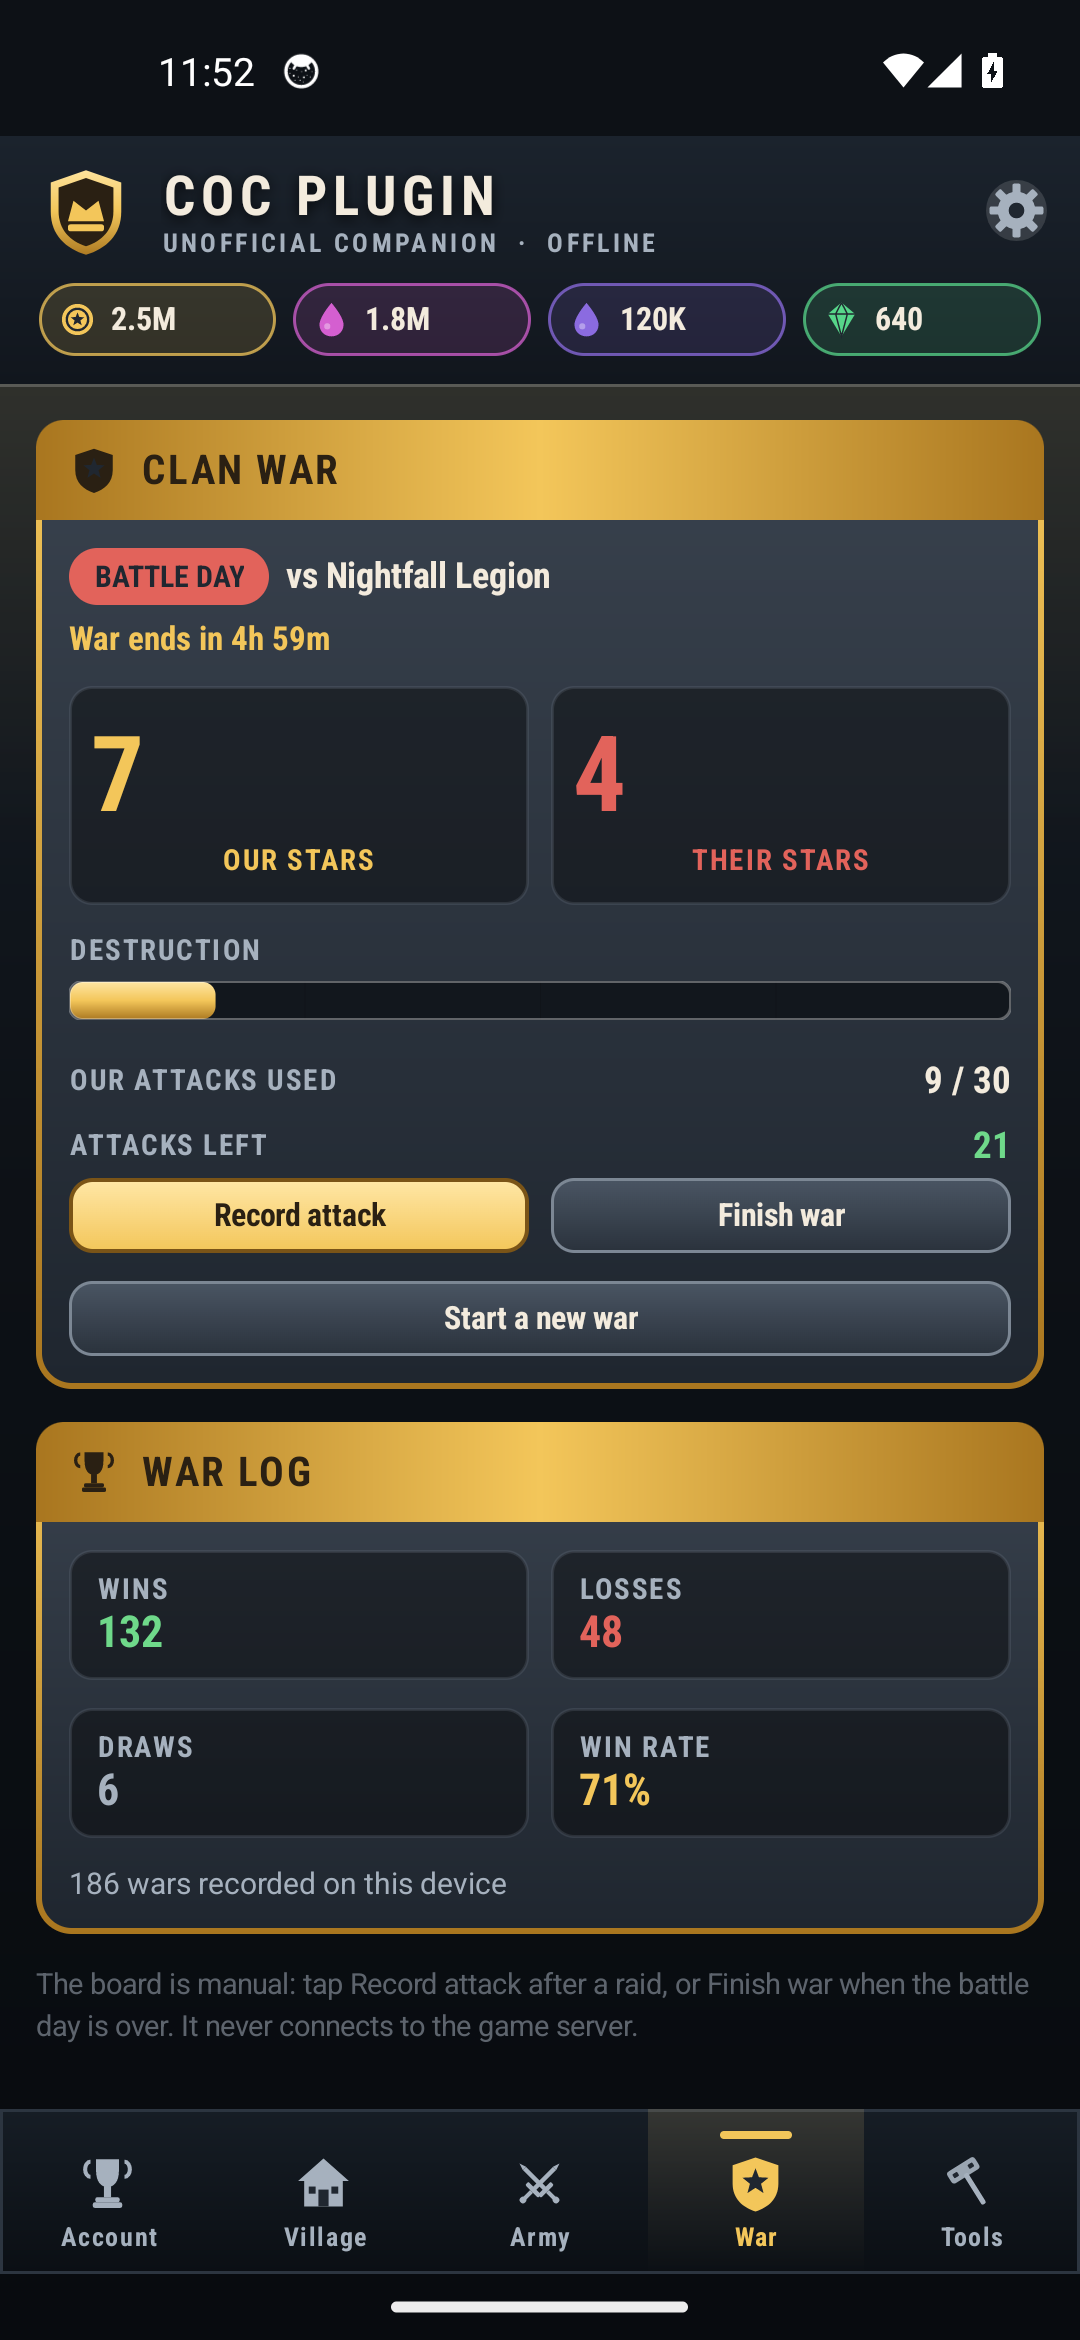 11:52
COC PLUGIN
UNOFFICIAL COMPANION · OFFLINE
2.5M 1.8M 120K 640
CLAN WAR
BATTLE DAY vs Nightfall Legion
War ends in 4h 59m
7 4
OUR STARS THEIR STARS
DESTRUCTION
OUR ATTACKS USED 9 / 30
ATTACKS LEFT 21
Record attack Finish war
Start a new war
WAR LOG
WINS LOSSES
132 48
DRAWS WIN RATE
6 71%
186 wars recorded on this device
The board is manual: tap Record attack after a raid, or Finish war when the battle
day is over. It never connects to the game server.
Account Village Army War Tools